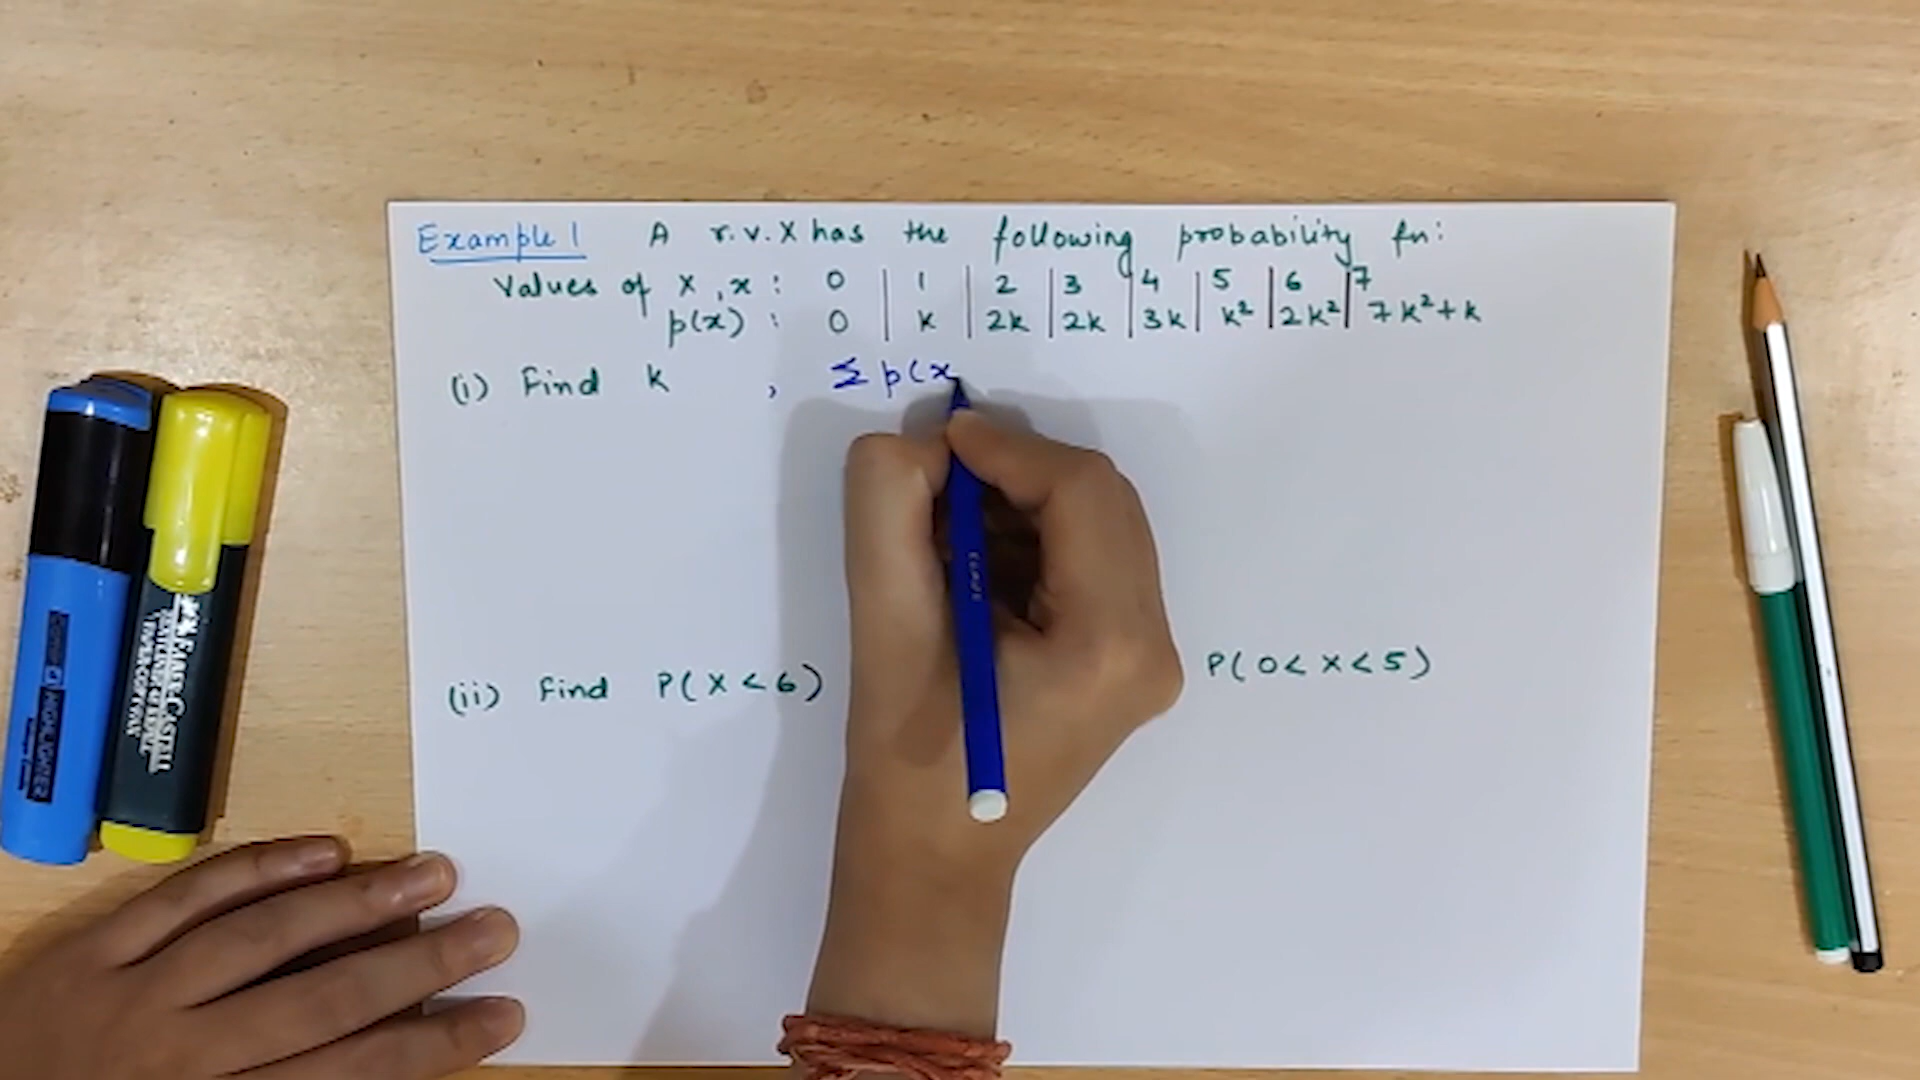 Example 1 A r.v. X has the following probability fn:
Values of X, x : 0 | 1 | 2 | 3 | 4 | 5 | 6 | 7
p(x) : 0 | k | 2k | 2k | 3k | k² | 2k² | 7k²+k
(i) Find k , Σ p(x
(ii) Find P(X < 6) P(0 < X < 5)
HIGHLIGHTER